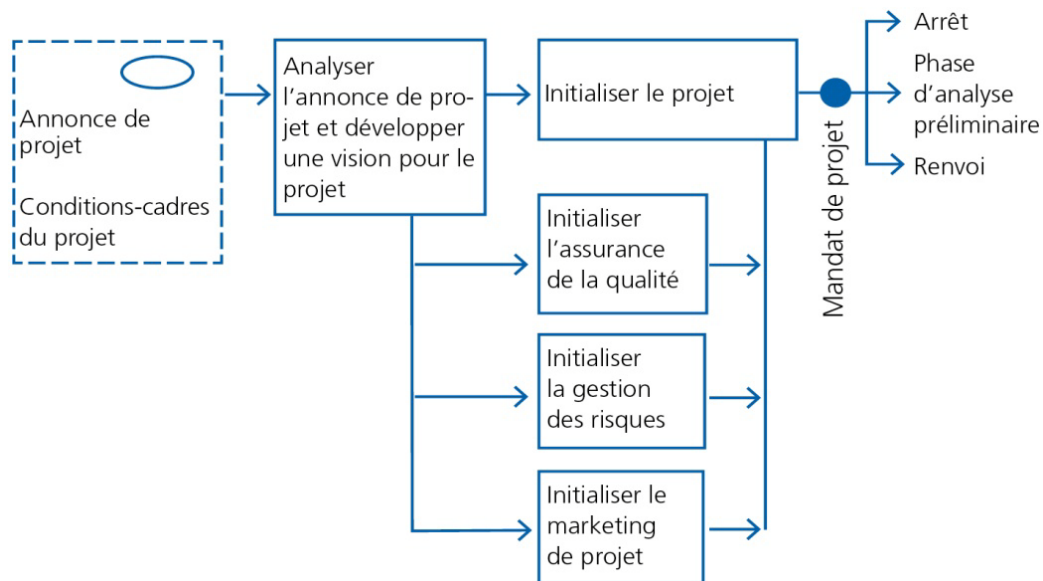 Annonce de
projet
Conditions-cadres
du projet
Analyser
l’annonce de pro-
jet et développer
une vision pour le
projet
Initialiser le projet
Initialiser
l’assurance
de la qualité
Initialiser
la gestion
des risques
Initialiser le
marketing
de projet
Mandat de projet
Arrêt
Phase
d’analyse
préliminaire
Renvoi